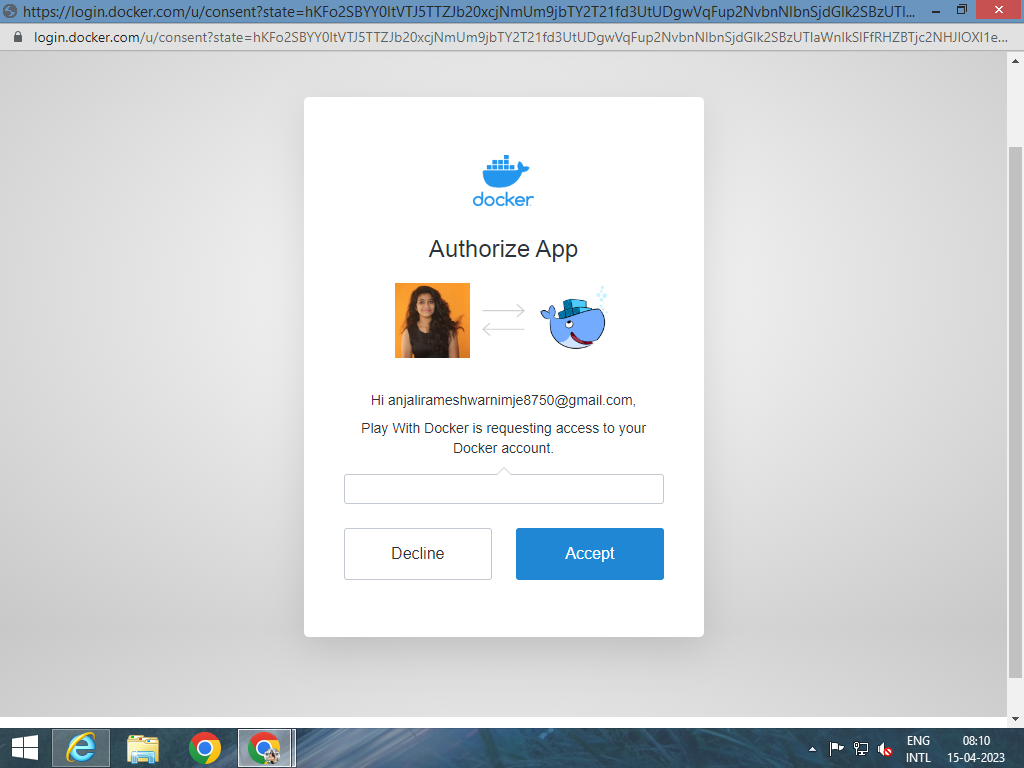 https://login.docker.com/u/consent?state=hKFo2SBYY0ltVTJ5TTZJb20xcjNmUm9jbTY2T21fd3UtUDgwVqFup2NvbnNlbnSjdGlk2SBzUTl...
login.docker.com/u/consent?state=hKFo2SBYY0ltVTJ5TTZJb20xcjNmUm9jbTY2T21fd3UtUDgwVqFup2NvbnNlbnSjdGlk2SBzUTlaWnlkSlFfRHZBTjc2NHJlOXl1e...
docker
Authorize App
Hi anjalirameshwarnimje8750@gmail.com,
Play With Docker is requesting access to your
Docker account.
Decline
Accept
ENG
08:10
INTL
15-04-2023